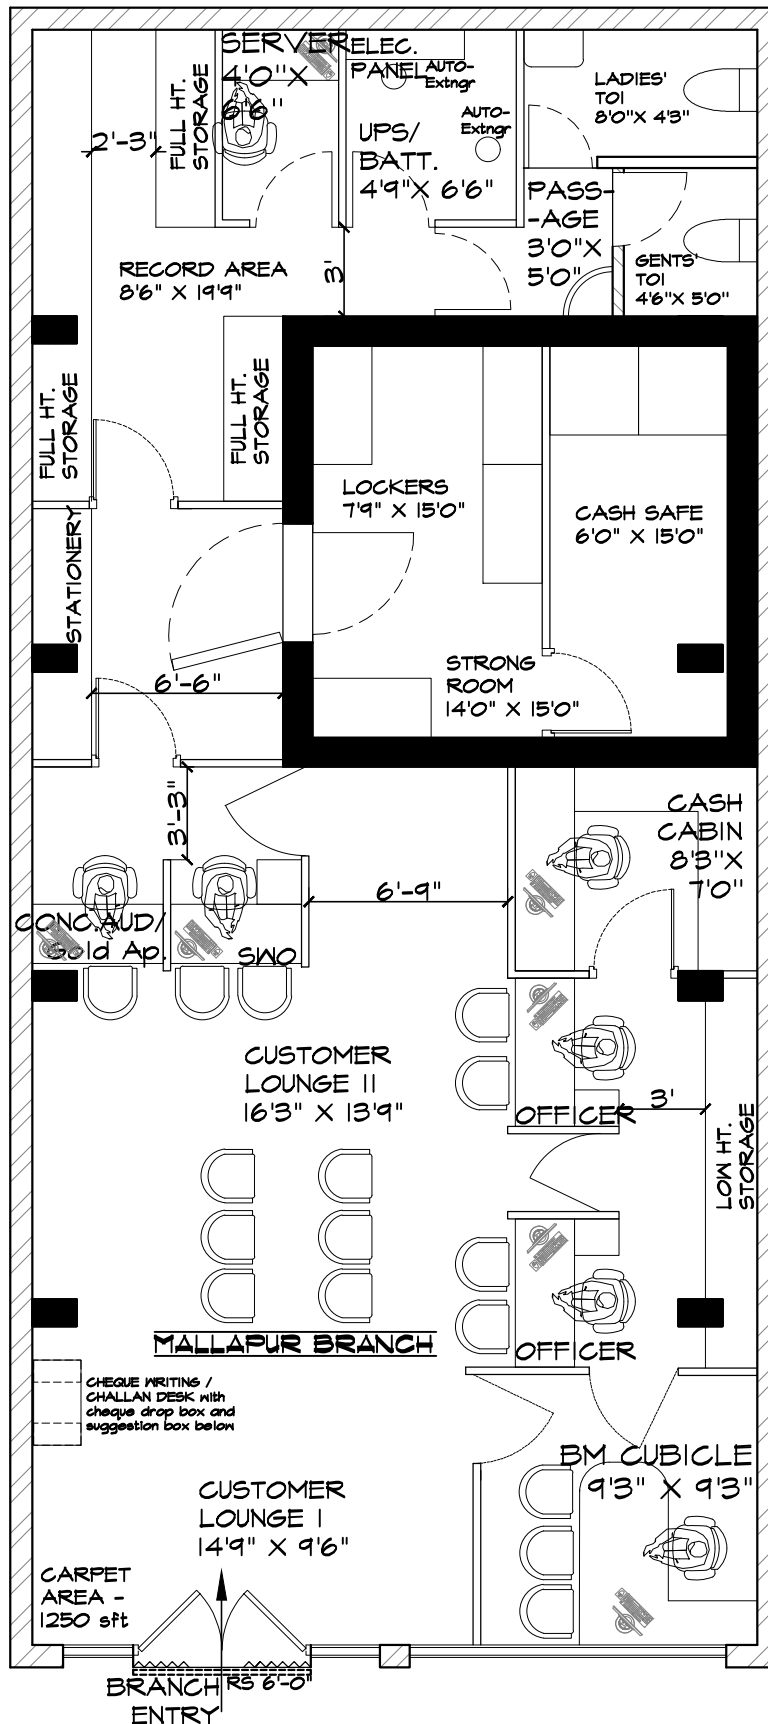 SERVER
4'0"X
6'6"
ELEC.
PANEL
AUTO-
Extngr
AUTO-
Extngr
LADIES'
TOI
8'0"X 4'3"
2'-3"
FULL HT.
STORAGE
UPS/
BATT.
4'9"X 6'6"
PASS-
-AGE
3'0"X
5'0"
GENTS'
TOI
4'6"X 5'0"
RECORD AREA
8'6" X 19'9"
3'
FULL HT.
STORAGE
FULL HT.
STORAGE
LOCKERS
7'9" X 15'0"
CASH SAFE
6'0" X 15'0"
STATIONERY
STRONG
ROOM
14'0" X 15'0"
6'-6"
3'-3"
CASH
CABIN
8'3"X
7'0"
6'-9"
CONC.AUD/
Gold Ap.
SWO
CUSTOMER
LOUNGE II
16'3" X 13'9"
OFFICER
3'
LOW HT.
STORAGE
MALLAPUR BRANCH
OFFICER
CHEQUE WRITING /
CHALLAN DESK with
cheque drop box and
suggestion box below
BM CUBICLE
9'3" X 9'3"
CUSTOMER
LOUNGE I
14'9" X 9'6"
CARPET
AREA -
1250 sft
BRANCH
ENTRY
RS 6'-0"